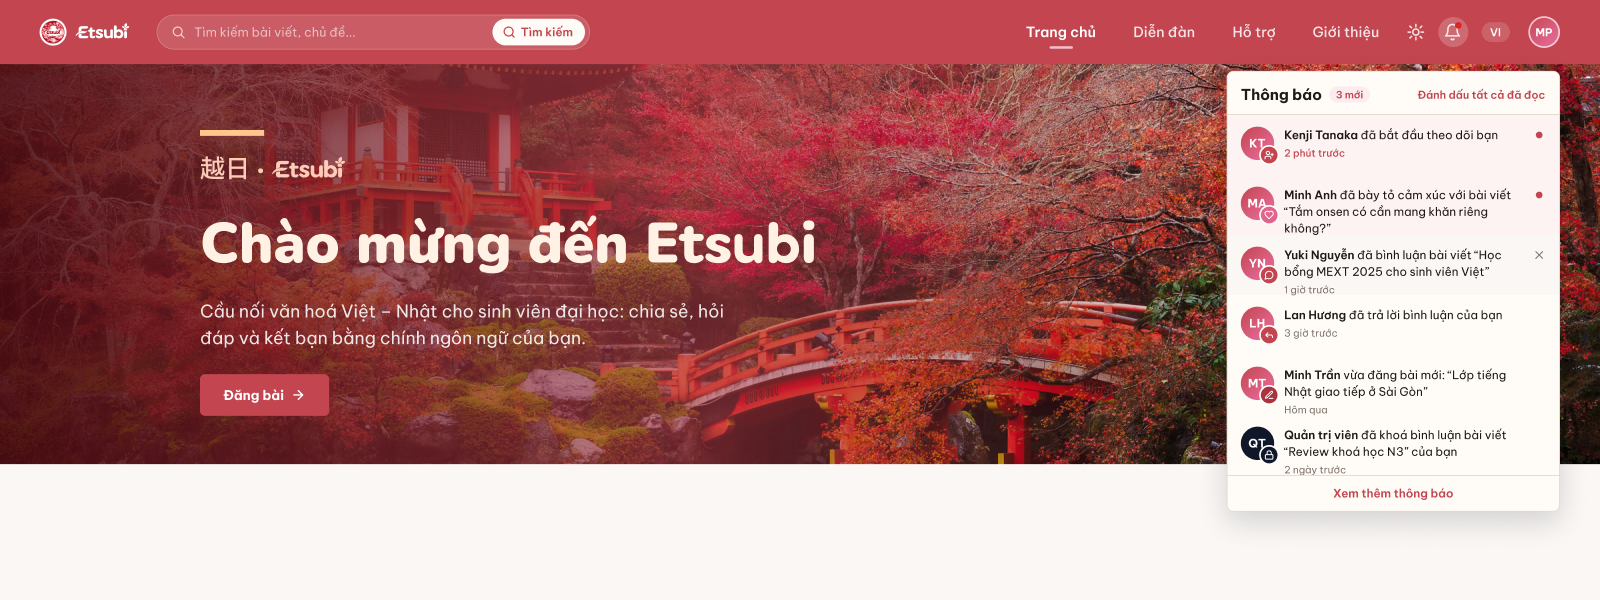 Etsubi
Tìm kiếm bài viết, chủ đề...
Tìm kiếm
Trang chủ
Diễn đàn
Hỗ trợ
Giới thiệu
VI
MP
越日 • Etsubi
Chào mừng đến Etsubi
Cầu nối văn hoá Việt – Nhật cho sinh viên đại học: chia sẻ, hỏi
đáp và kết bạn bằng chính ngôn ngữ của bạn.
Đăng bài →
Thông báo
3 mới
Đánh dấu tất cả đã đọc
KT
Kenji Tanaka đã bắt đầu theo dõi bạn
2 phút trước
MA
Minh Anh đã bày tỏ cảm xúc với bài viết
“Tắm onsen có cần mang khăn riêng
không?”
YN
Yuki Nguyễn đã bình luận bài viết “Học
bổng MEXT 2025 cho sinh viên Việt”
1 giờ trước
LH
Lan Hương đã trả lời bình luận của bạn
3 giờ trước
MT
Minh Trần vừa đăng bài mới: “Lớp tiếng
Nhật giao tiếp ở Sài Gòn”
Hôm qua
QT
Quản trị viên đã khoá bình luận bài viết
“Review khoá học N3” của bạn
2 ngày trước
Xem thêm thông báo